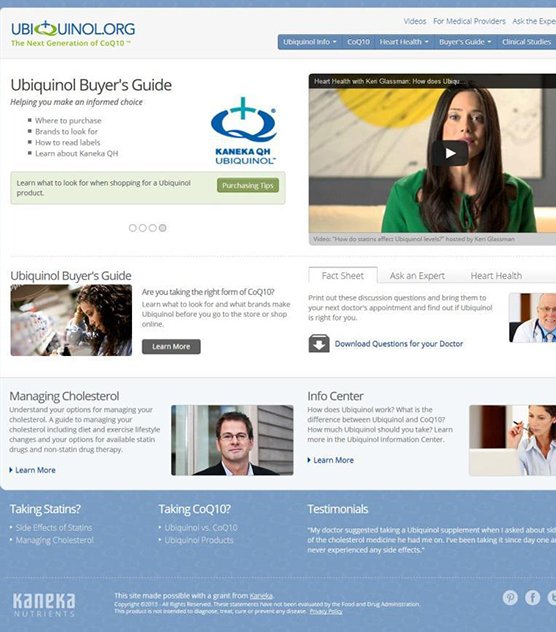 UBIQUINOL.ORG
The Next Generation of CoQ10 ™
Videos For Medical Providers Ask the Expe
Ubiquinol Info CoQ10 Heart Health Buyer's Guide Clinical Studies
Ubiquinol Buyer's Guide
Helping you make an informed choice
Where to purchase
Brands to look for
How to read labels
Learn about Kaneka QH
KANEKA QH
UBIQUINOL™
Learn what to look for when shopping for a Ubiquinol
product.
Purchasing Tips
Heart Health with Ken Glassman: How does Ubiqu...
Video: "How do statins affect Ubiquinol levels?" hosted by Keri Glassman
Ubiquinol Buyer's Guide
Are you taking the right form of CoQ10?
Learn what to look for and what brands make
Ubiquinol before you go to the store or shop
online.
Learn More
Fact Sheet Ask an Expert Heart Health
Print out these discussion questions and bring them to
your next doctor's appointment and find out if Ubiquinol
is right for you.
Download Questions for your Doctor
Managing Cholesterol
Understand your options for managing your
cholesterol. A guide to managing your
cholesterol including diet and exercise lifestyle
changes and your options for available statin
drugs and non-statin drug therapy.
Learn More
Info Center
How does Ubiquinol work? What is the
difference between Ubiquinol and CoQ10?
How much Ubiquinol should you take? Learn
more in the Ubiquinol Information Center.
Learn More
Taking Statins?
Side Effects of Statins
Managing Cholesterol
Taking CoQ10?
Ubiquinol vs. CoQ10
Ubiquinol Products
Testimonials
"My doctor suggested taking a Ubiquinol supplement when I asked about sid
of the cholesterol medicine he had me on. I've been taking it since day one a
never experienced any side effects."
Kaneka
NUTRIENTS
This site made possible with a grant from Kaneka.
Copyright ©2013 - All Rights Reserved. These statements have not been evaluated by the Food and Drug Administration.
This product is not intended to diagnose, treat, cure or prevent any disease. Privacy Policy